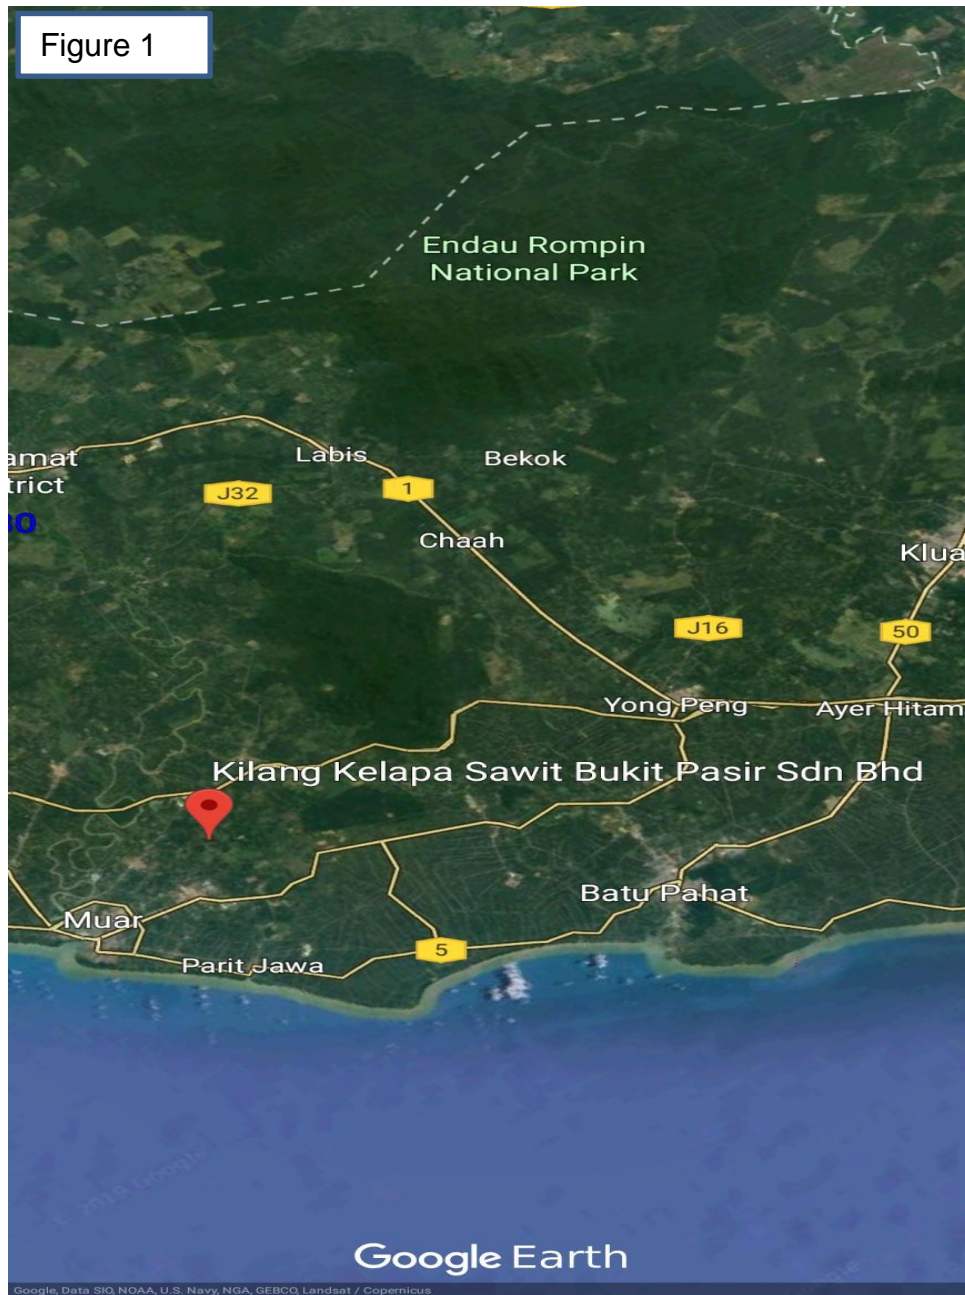 Figure 1
Endau Rompin
National Park
amat
trict
Labis
Bekok
J32
1
Chaah
Klua
J16
50
Yong Peng
Ayer Hitam
Kilang Kelapa Sawit Bukit Pasir Sdn Bhd
Batu Pahat
Muar
5
Parit Jawa
© 2018 Google
Google Earth
Google, Data SIO, NOAA, U.S. Navy, NGA, GEBCO, Landsat / Copernicus